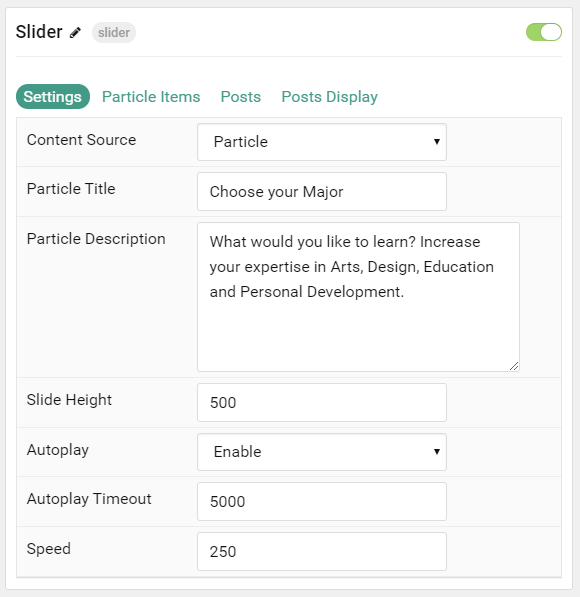 Slider slider
Settings Particle Items Posts Posts Display
Content Source Particle
Particle Title Choose your Major
Particle Description What would you like to learn? Increase
your expertise in Arts, Design, Education
and Personal Development.
Slide Height 500
Autoplay Enable
Autoplay Timeout 5000
Speed 250